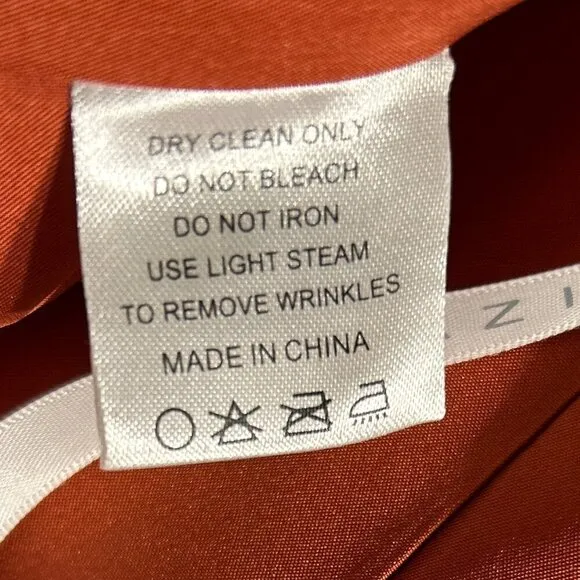 DRY CLEAN ONLY
DO NOT BLEACH
DO NOT IRON
USE LIGHT STEAM
TO REMOVE WRINKLES
MADE IN CHINA